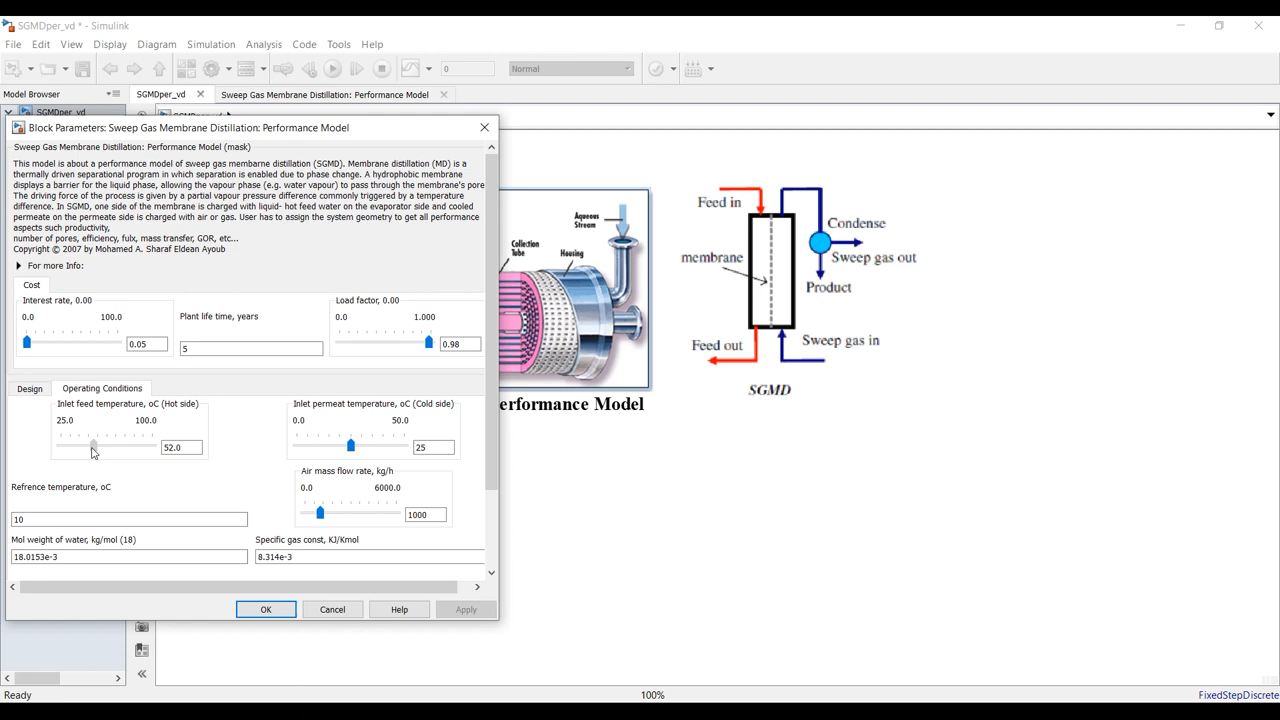 SGMDper_vd * - Simulink
File Edit View Display Diagram Simulation Analysis Code Tools Help
0 Normal
Model Browser SGMDper_vd Sweep Gas Membrane Distillation: Performance Model
SGMDper_vd
Block Parameters: Sweep Gas Membrane Distillation: Performance Model
Sweep Gas Membrane Distillation: Performance Model (mask)
This model is about a performance model of sweep gas membarne distillation (SGMD). Membrane distillation (MD) is a
thermally driven separational program in which separation is enabled due to phase change. A hydrophobic membrane
displays a barrier for the liquid phase, allowing the vapour phase (e.g. water vapour) to pass through the membrane's pore
The driving force of the process is given by a partial vapour pressure difference commonly triggered by a temperature
difference. In SGMD, one side of the membrane is charged with liquid- hot feed water on the evaporator side and cooled
permeate on the permeate side is charged with air or gas. User has to assign the system geometry to get all performance
aspects such productivity,
number of pores, efficiency, fulx, mass transfer, GOR, etc...
Copyright © 2007 by Mohamed A. Sharaf Eldean Ayoub
For more Info:
Cost
Interest rate, 0.00
0.0 100.0
0.05
Plant life time, years
5
Load factor, 0.00
0.0 1.000
0.98
Design Operating Conditions
Inlet feed temperature, oC (Hot side)
25.0 100.0
52.0
Inlet permeat temperature, oC (Cold side)
0.0 50.0
25
Refrence temperature, oC
10
Air mass flow rate, kg/h
0.0 6000.0
1000
Mol weight of water, kg/mol (18)
18.0153e-3
Specific gas const, KJ/Kmol
8.314e-3
OK Cancel Help Apply
Aqueous
Stream
Collection
Tube
Housing
erformance Model
Feed in
Condense
membrane
Sweep gas out
Product
Feed out
Sweep gas in
SGMD
Ready 100% FixedStepDiscrete